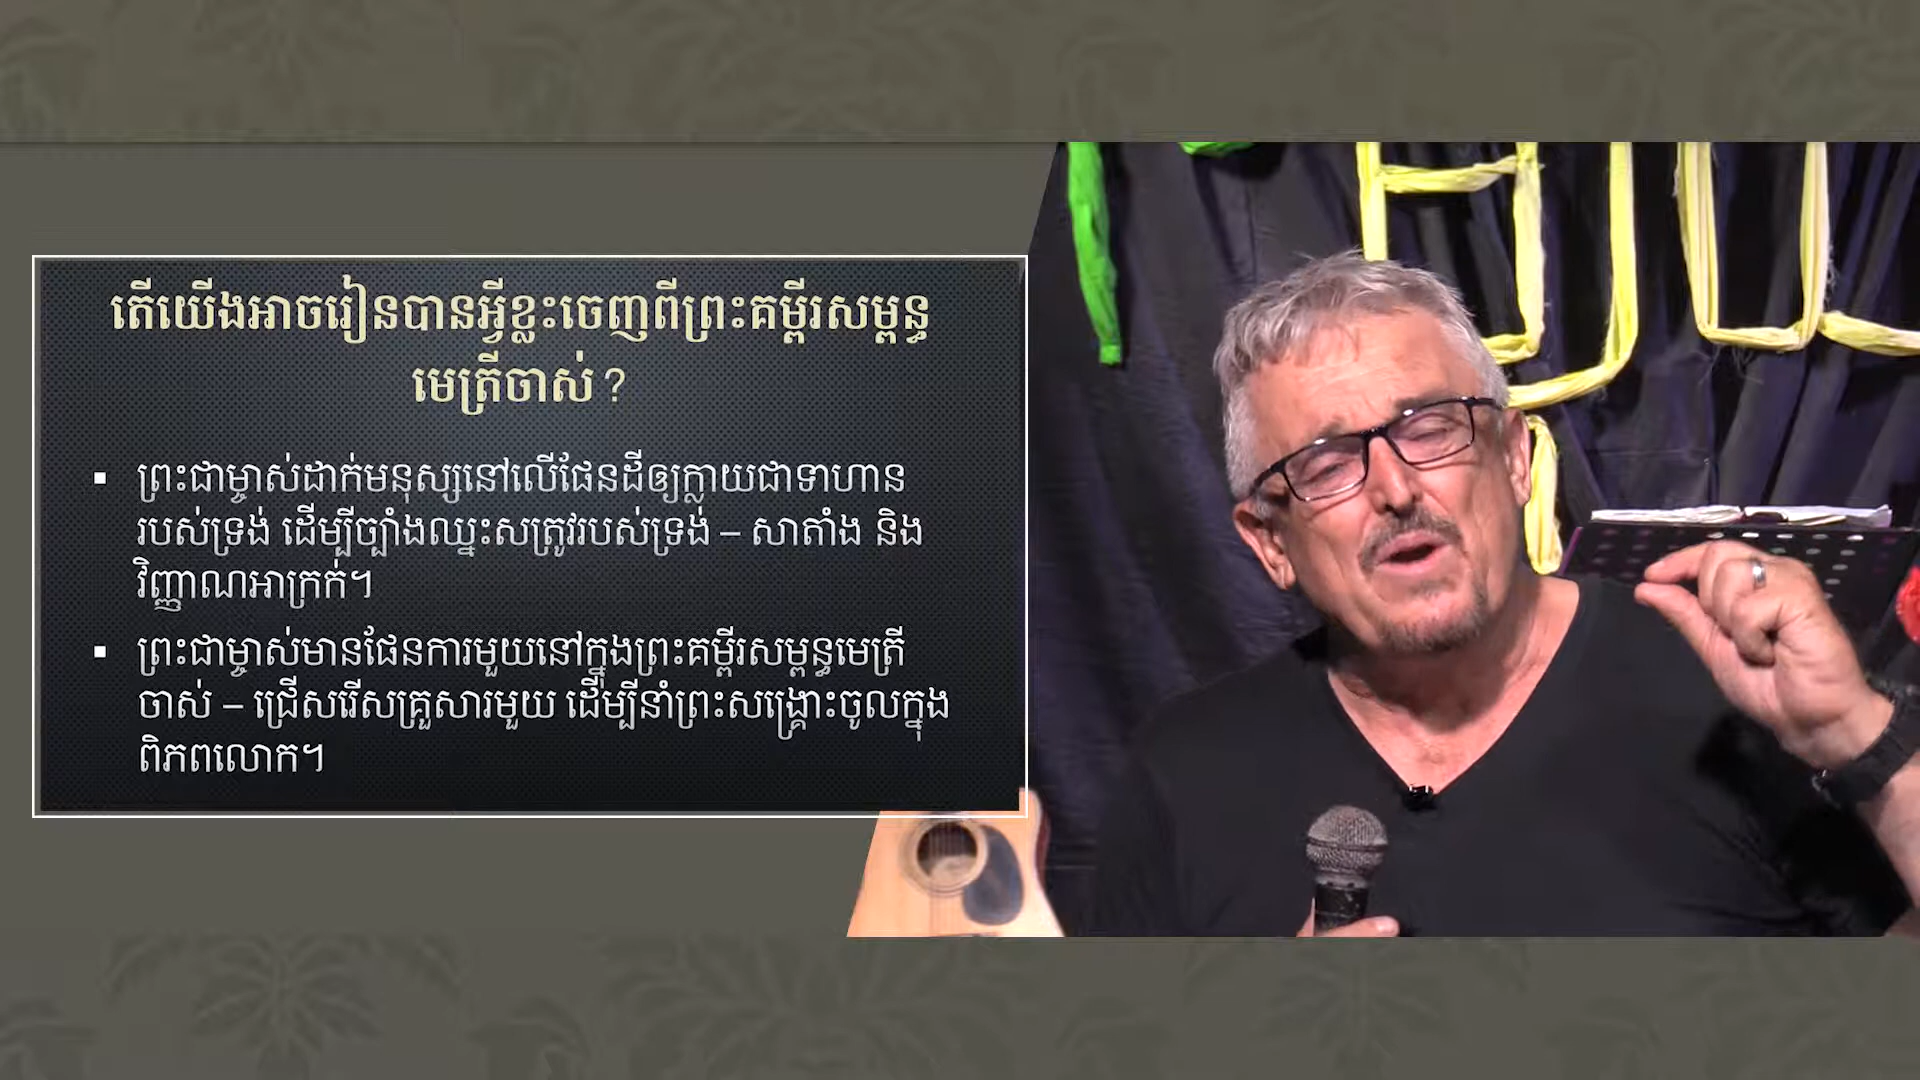 តើយើងអាចរៀនបានអ្វីខ្លះចេញពីព្រះគម្ពីរសម្ពន្ធ
មេត្រីចាស់ ?
▪ ព្រះជាម្ចាស់ដាក់មនុស្សនៅលើផែនដីឲ្យក្លាយជាទាហាន
របស់ទ្រង់ ដើម្បីច្បាំងឈ្នះសត្រូវរបស់ទ្រង់ – សាតាំង និង
វិញ្ញាណអាក្រក់។
▪ ព្រះជាម្ចាស់មានផែនការមួយនៅក្នុងព្រះគម្ពីរសម្ពន្ធមេត្រី
ចាស់ – ជ្រើសរើសគ្រួសារមួយ ដើម្បីនាំព្រះសង្គ្រោះចូលក្នុង
ពិភពលោក។